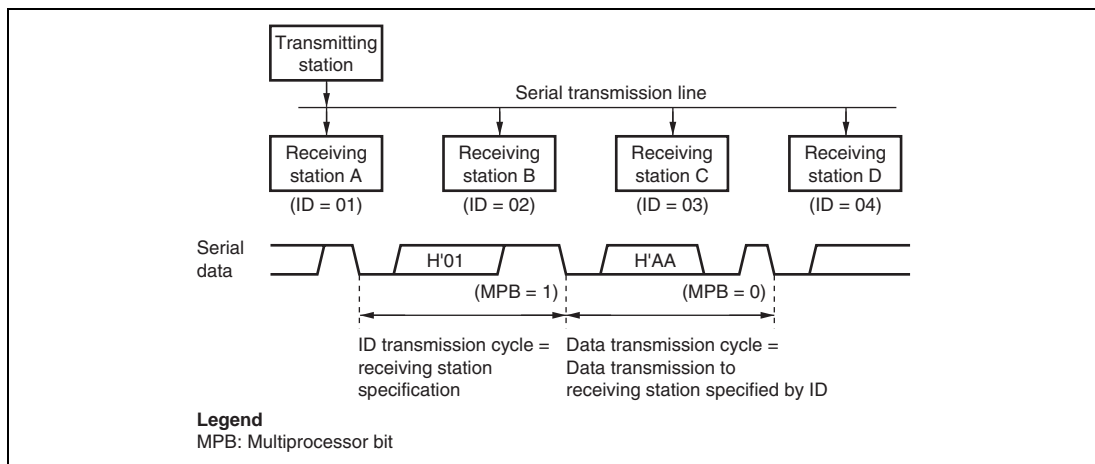 Transmitting
station
Serial transmission line
Receiving
station A
Receiving
station B
Receiving
station C
Receiving
station D
(ID = 01)
(ID = 02)
(ID = 03)
(ID = 04)
Serial
data
H'01
H'AA
(MPB = 1)
(MPB = 0)
ID transmission cycle =
receiving station
specification
Data transmission cycle =
Data transmission to
receiving station specified by ID
Legend
MPB: Multiprocessor bit